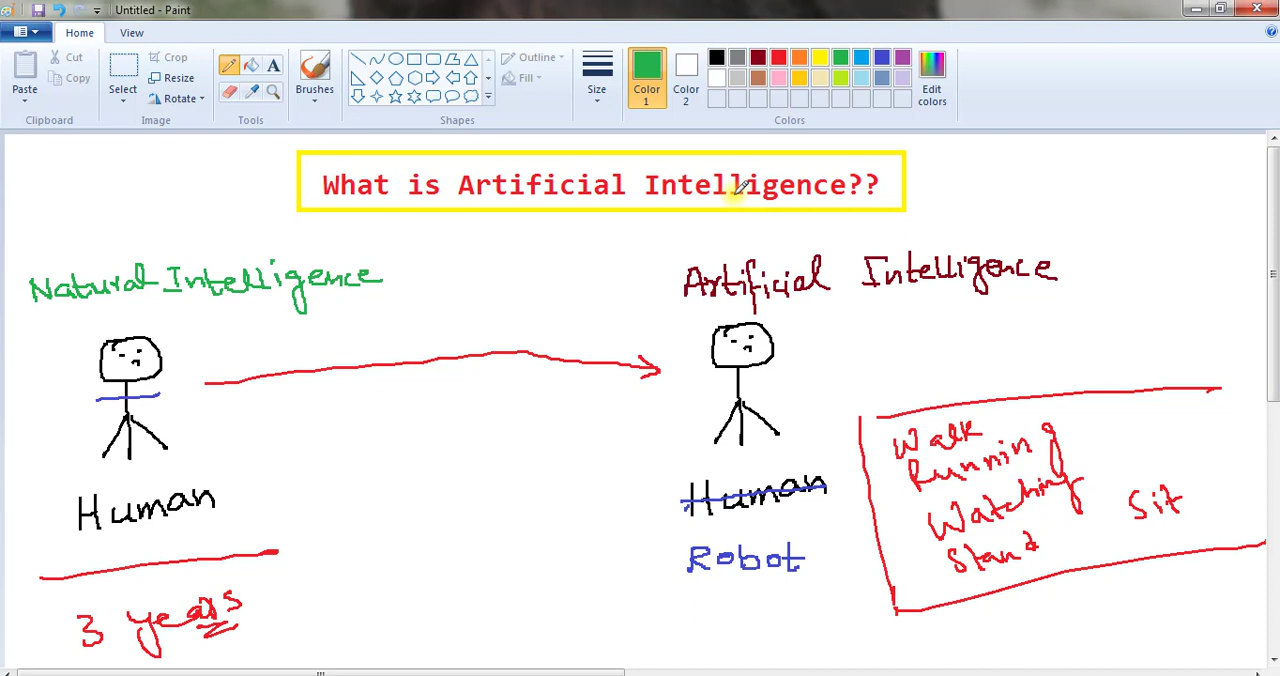 Untitled - Paint
Home View
Paste
Cut
Copy
Clipboard
Select
Crop
Resize
Rotate
Image
A
Tools
Brushes
Outline
Fill
Shapes
Size
Color 1
Color 2
Edit colors
Colors
What is Artificial Intelligence??
Natural Intelligence
Human
3 years
Artificial Intelligence
Human
Robot
Walk
Running
Watching
Sit
Stand